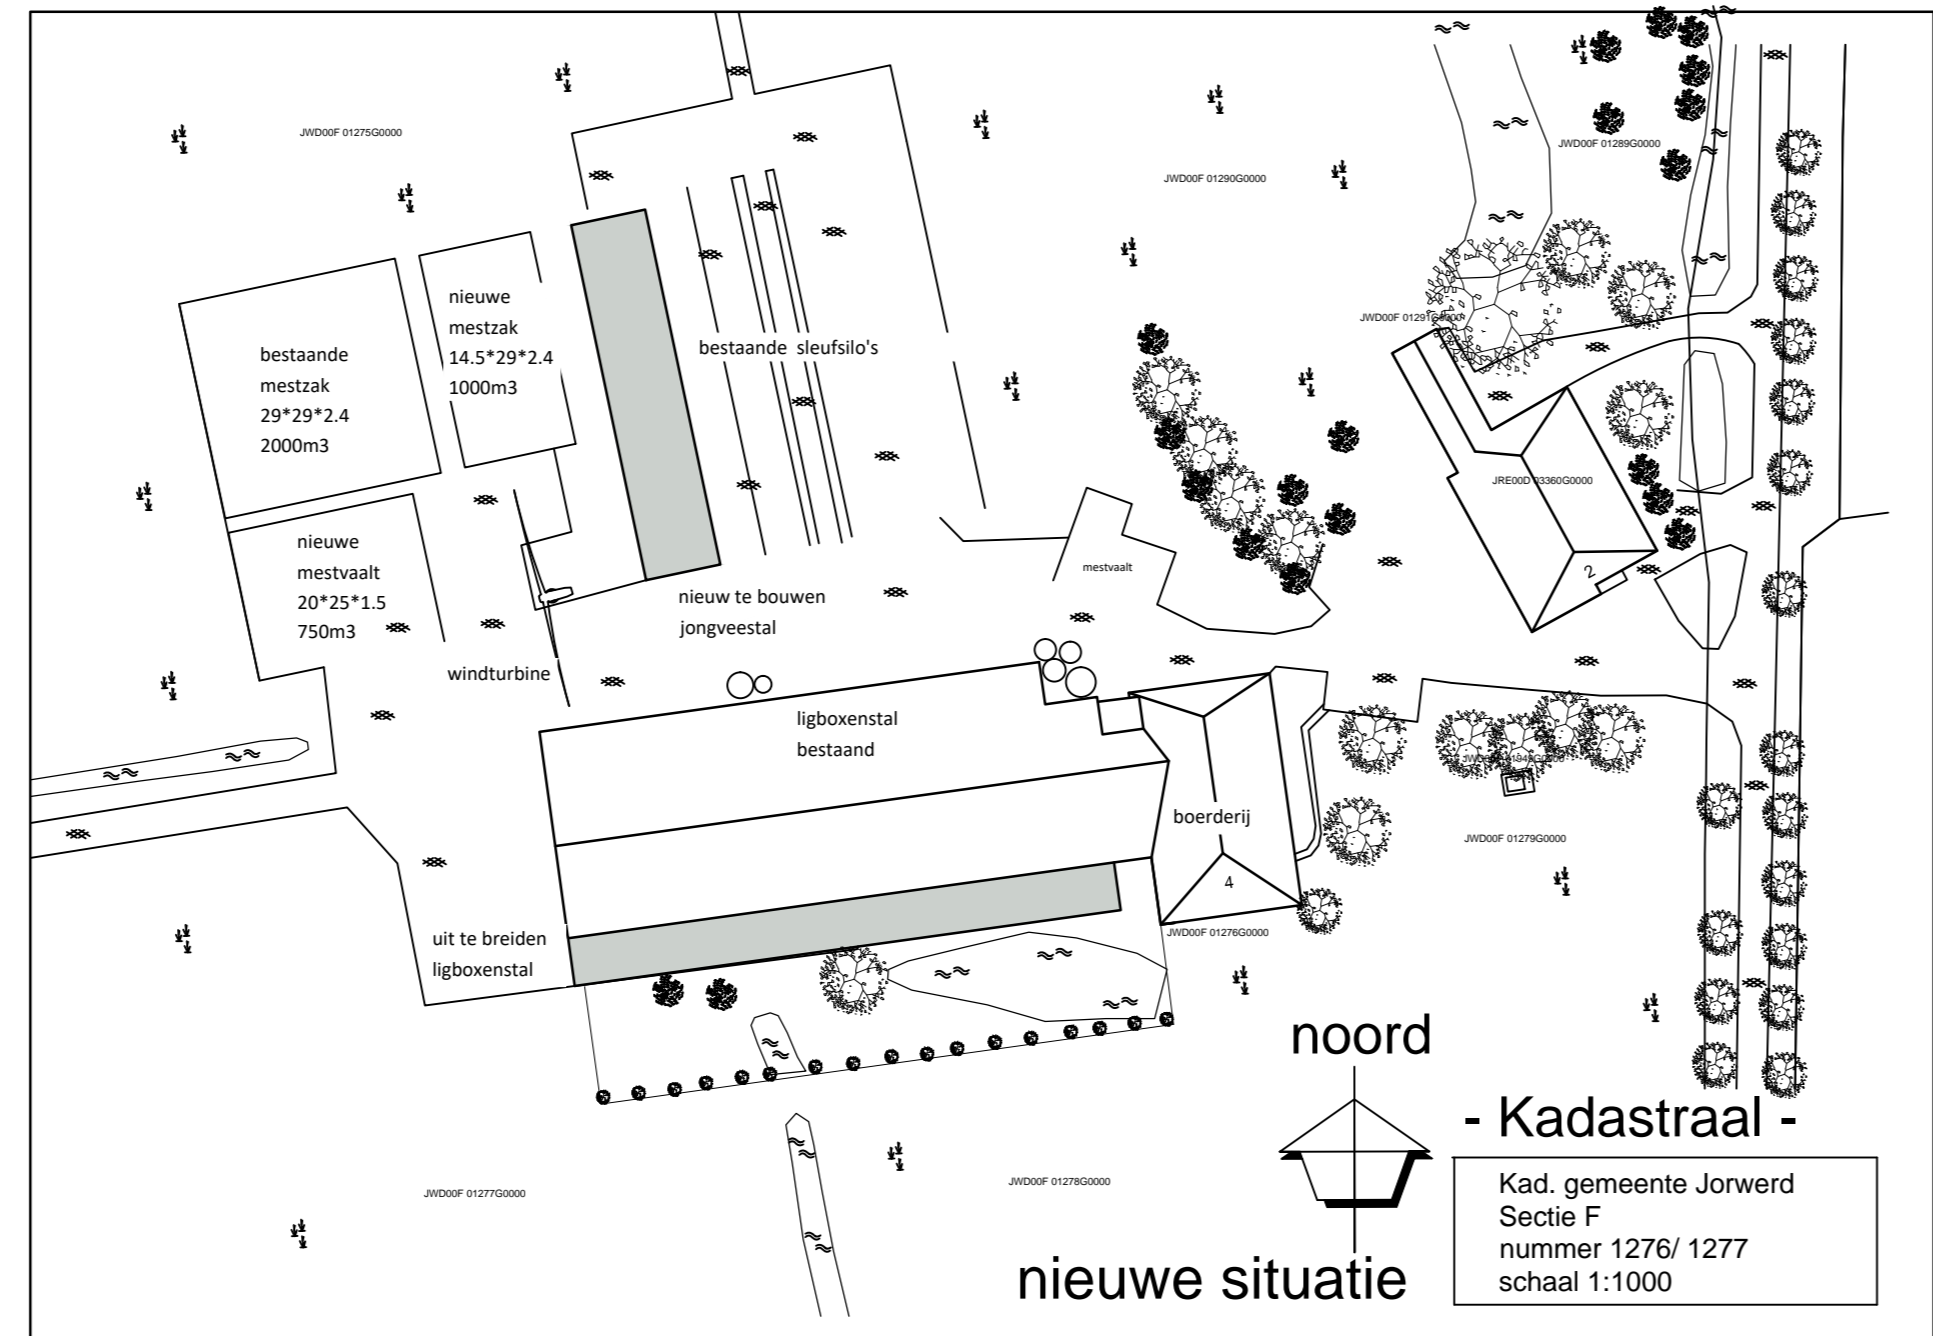 JWD00F 01275G0000
JWD00F 01290G0000
JWD00F 01289G0000
JWD00F 01291G0000
bestaande
mestzak
29*29*2.4
2000m3
nieuwe
mestzak
14.5*29*2.4
1000m3
bestaande sleufsilo's
JRE00D 03360G0000
2
nieuwe
mestvaalt
20*25*1.5
750m3
windturbine
nieuw te bouwen
jongveestal
mestvaalt
ligboxenstal
bestaand
boerderij
4
JWD00F 01279G0000
JWD00F 01276G0000
uit te breiden
ligboxenstal
JWD00F 01277G0000
JWD00F 01278G0000
noord
nieuwe situatie
- Kadastraal -
Kad. gemeente Jorwerd
Sectie F
nummer 1276/ 1277
schaal 1:1000